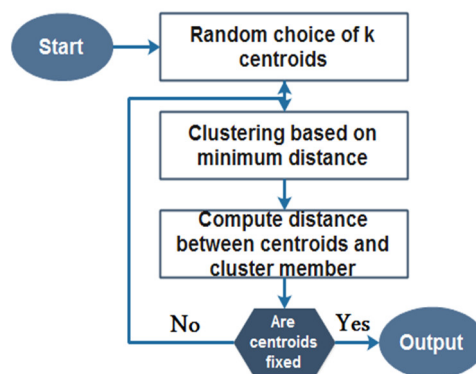 Start
Random choice of k
centroids
Clustering based on
minimum distance
Compute distance
between centroids and
cluster member
No
Are
centroids
fixed
Yes
Output